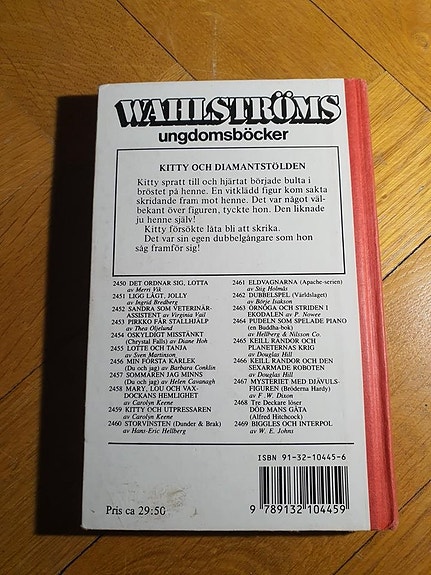 WAHLSTRÖMS
ungdomsböcker
KITTY OCH DIAMANTSTÖLDEN
Kitty spratt till och hjärtat började bulta i
bröstet på henne. En vitklädd figur kom sakta
skridande fram mot henne. Det var något väl-
bekant över figuren, tyckte hon. Den liknade
ju henne själv!
Kitty försökte låta bli att skrika.
Det var sin egen dubbelgångare som hon
såg framför sig!
2450 DET ORDNAR SIG, LOTTA
av Merri Vik
2451 LIGG LÅGT, JOLLY
av Ingrid Bredberg
2452 SANDRA SOM VETERINÄR-
ASSISTENT av Virginia Vail
2453 PIRKKO FÅR STALLHJÄLP
av Thea Oljelund
2454 OSKYLDIGT MISSTÄNKT
(Chrystal Falls) av Diane Hoh
2455 LOTTE OCH TANJA
av Sven Martinson
2456 MIN FÖRSTA KÄRLEK
(Du och jag) av Barbara Conklin
2457 SOMMAREN JAG MINNS
(Du och jag) av Helen Cavanagh
2458 MARY, LOU OCH VAX-
DOCKANS HEMLIGHET
av Carolyn Keene
2459 KITTY OCH UTPRESSAREN
av Carolyn Keene
2460 STORVINSTEN (Dunder & Brak)
av Hans-Eric Hellberg
2461 ELDVAGNARNA (Apache-serien)
av Stig Holmås
2462 DUBBELSPEL (Världslaget)
av Börje Isakson
2463 ÖRNÖGA OCH STRIDEN I
EKODALEN av P. Nowee
2464 PUDELN SOM SPELADE PIANO
(en Buddha-bok)
av Hellberg & Nilsson Co.
2465 KEILL RANDOR OCH
PLANETERNAS KRIG
av Douglas Hill
2466 KEILL RANDOR OCH DEN
SEXARMADE ROBOTEN
av Douglas Hill
2467 MYSTERIET MED DJÄVULS-
FIGUREN (Bröderna Hardy)
av F.W. Dixon
2468 Tre Deckare löser
DÖD MANS GÅTA
(Alfred Hitchcock)
2469 BIGGLES OCH INTERPOL
av W. E. Johns
ISBN 91-32-10445-6
Pris ca 29:50
9 789132 104459